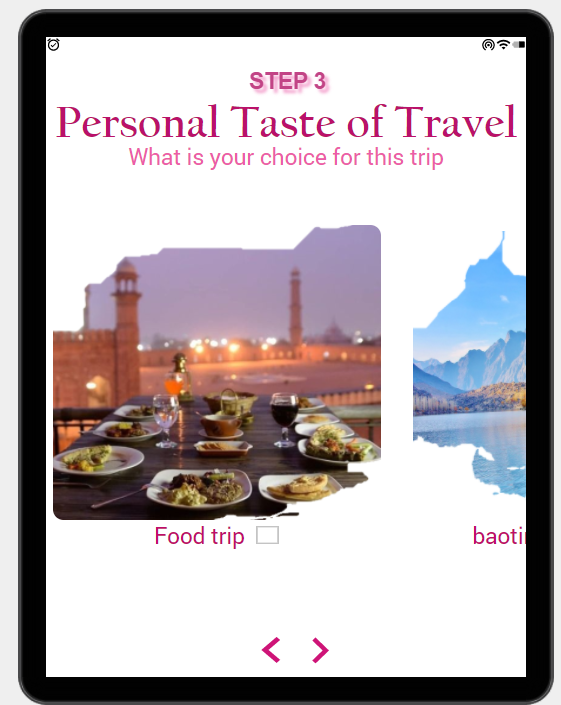 STEP 3
Personal Taste of Travel
What is your choice for this trip
Food trip
baoti